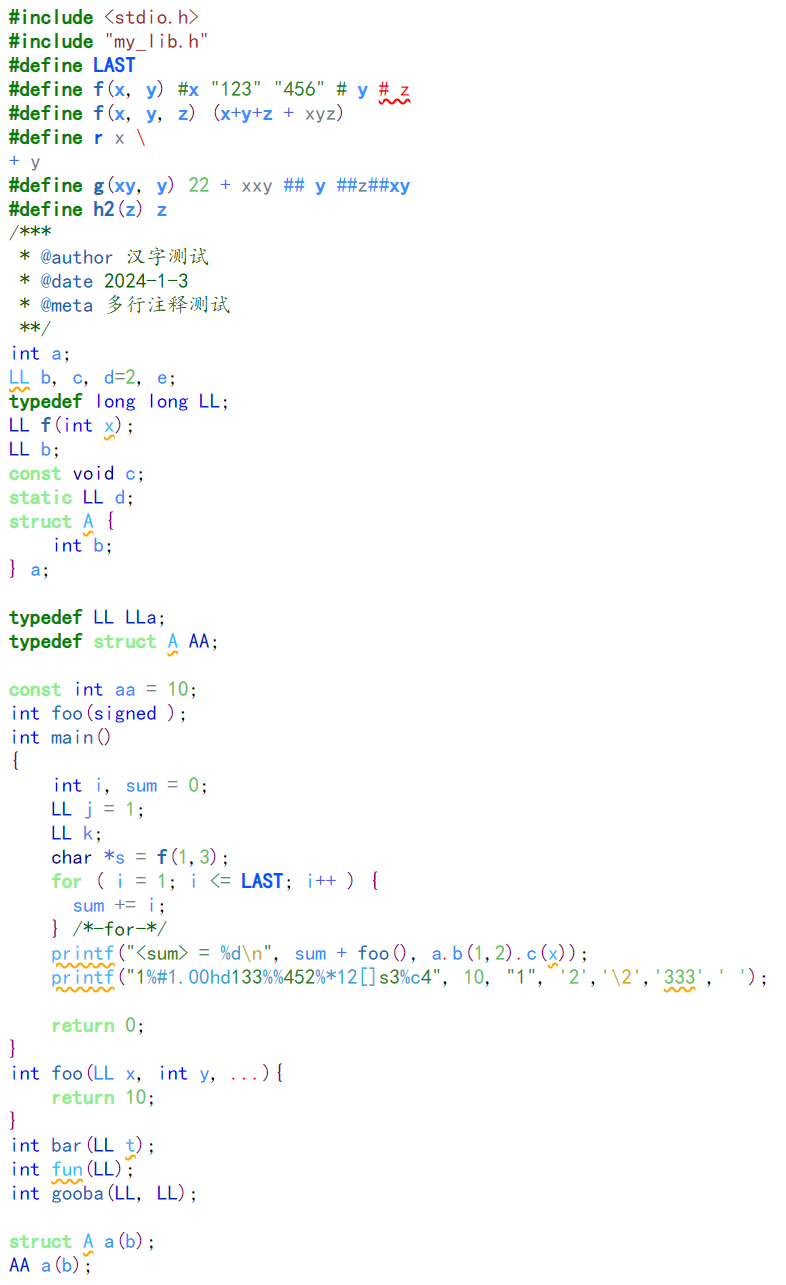 #include <stdio.h>
#include "my_lib.h"
#define LAST
#define f(x, y) #x "123" "456" # y # z
#define f(x, y, z) (x+y+z + xyz)
#define r x \
+ y
#define g(xy, y) 22 + xxy ## y ##z##xy
#define h2(z) z
/***
 * @author 汉字测试
 * @date 2024-1-3
 * @meta 多行注释测试
 **/
int a;
LL b, c, d=2, e;
typedef long long LL;
LL f(int x);
LL b;
const void c;
static LL d;
struct A {
    int b;
} a;

typedef LL LLa;
typedef struct A AA;

const int aa = 10;
int foo(signed );
int main()
{
    int i, sum = 0;
    LL j = 1;
    LL k;
    char *s = f(1,3);
    for ( i = 1; i <= LAST; i++ ) {
      sum += i;
    } /*-for-*/
    printf("<sum> = %d\n", sum + foo(), a.b(1,2).c(x));
    printf("1%#1.00hd133%%452%*12[]s3%c4", 10, "1", '2','\2','333',' ');

    return 0;
}
int foo(LL x, int y, ...){
    return 10;
}
int bar(LL t);
int fun(LL);
int gooba(LL, LL);

struct A a(b);
AA a(b);